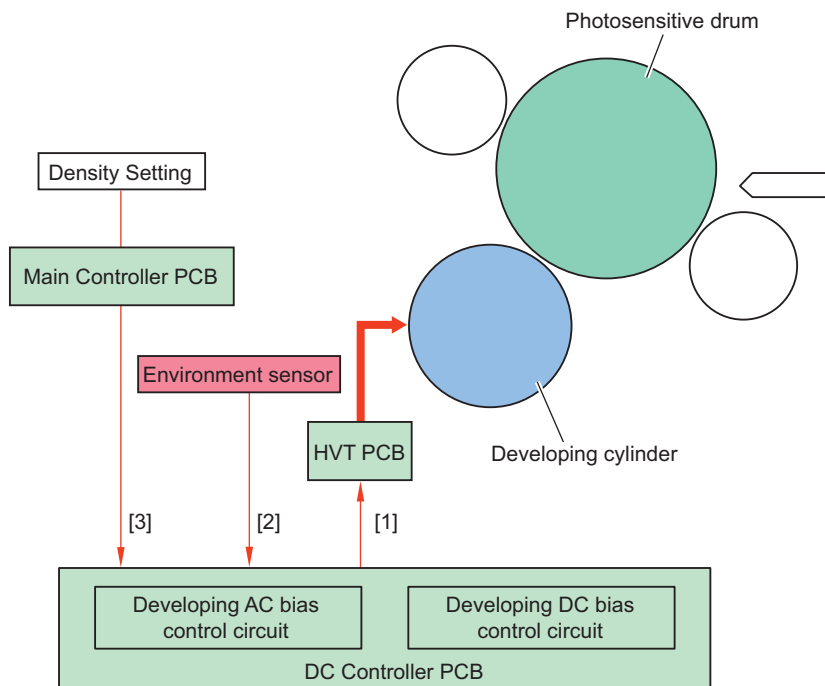 Photosensitive drum
Density Setting
Main Controller PCB
Environment sensor
HVT PCB
Developing cylinder
[3]
[2]
[1]
Developing AC bias
control circuit
Developing DC bias
control circuit
DC Controller PCB